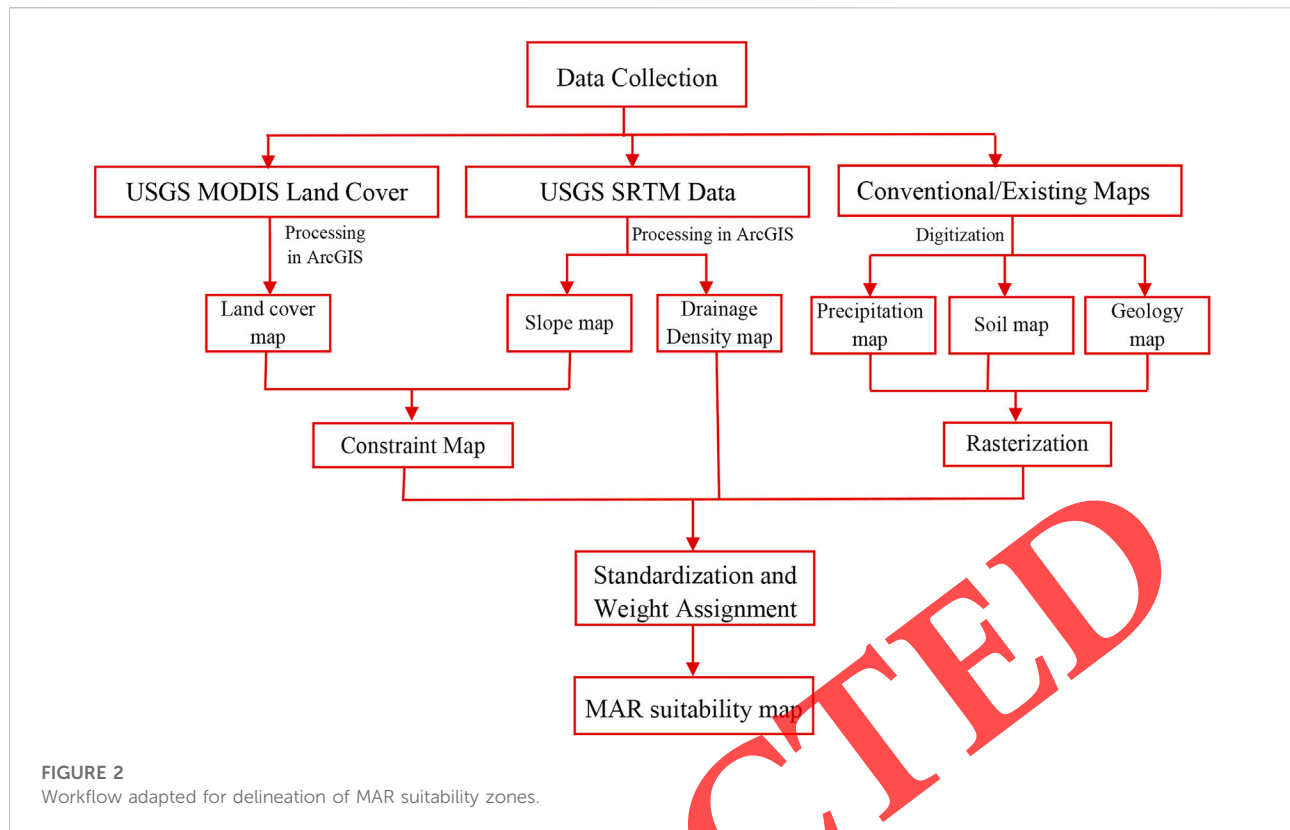 Data Collection
USGS MODIS Land Cover
USGS SRTM Data
Conventional/Existing Maps
Processing
in ArcGIS
Processing in ArcGIS
Digitization
Land cover
map
Slope map
Drainage
Density map
Precipitation
map
Soil map
Geology
map
Constraint Map
Rasterization
Standardization and
Weight Assignment
MAR suitability map
CTED
FIGURE 2
Workflow adapted for delineation of MAR suitability zones.